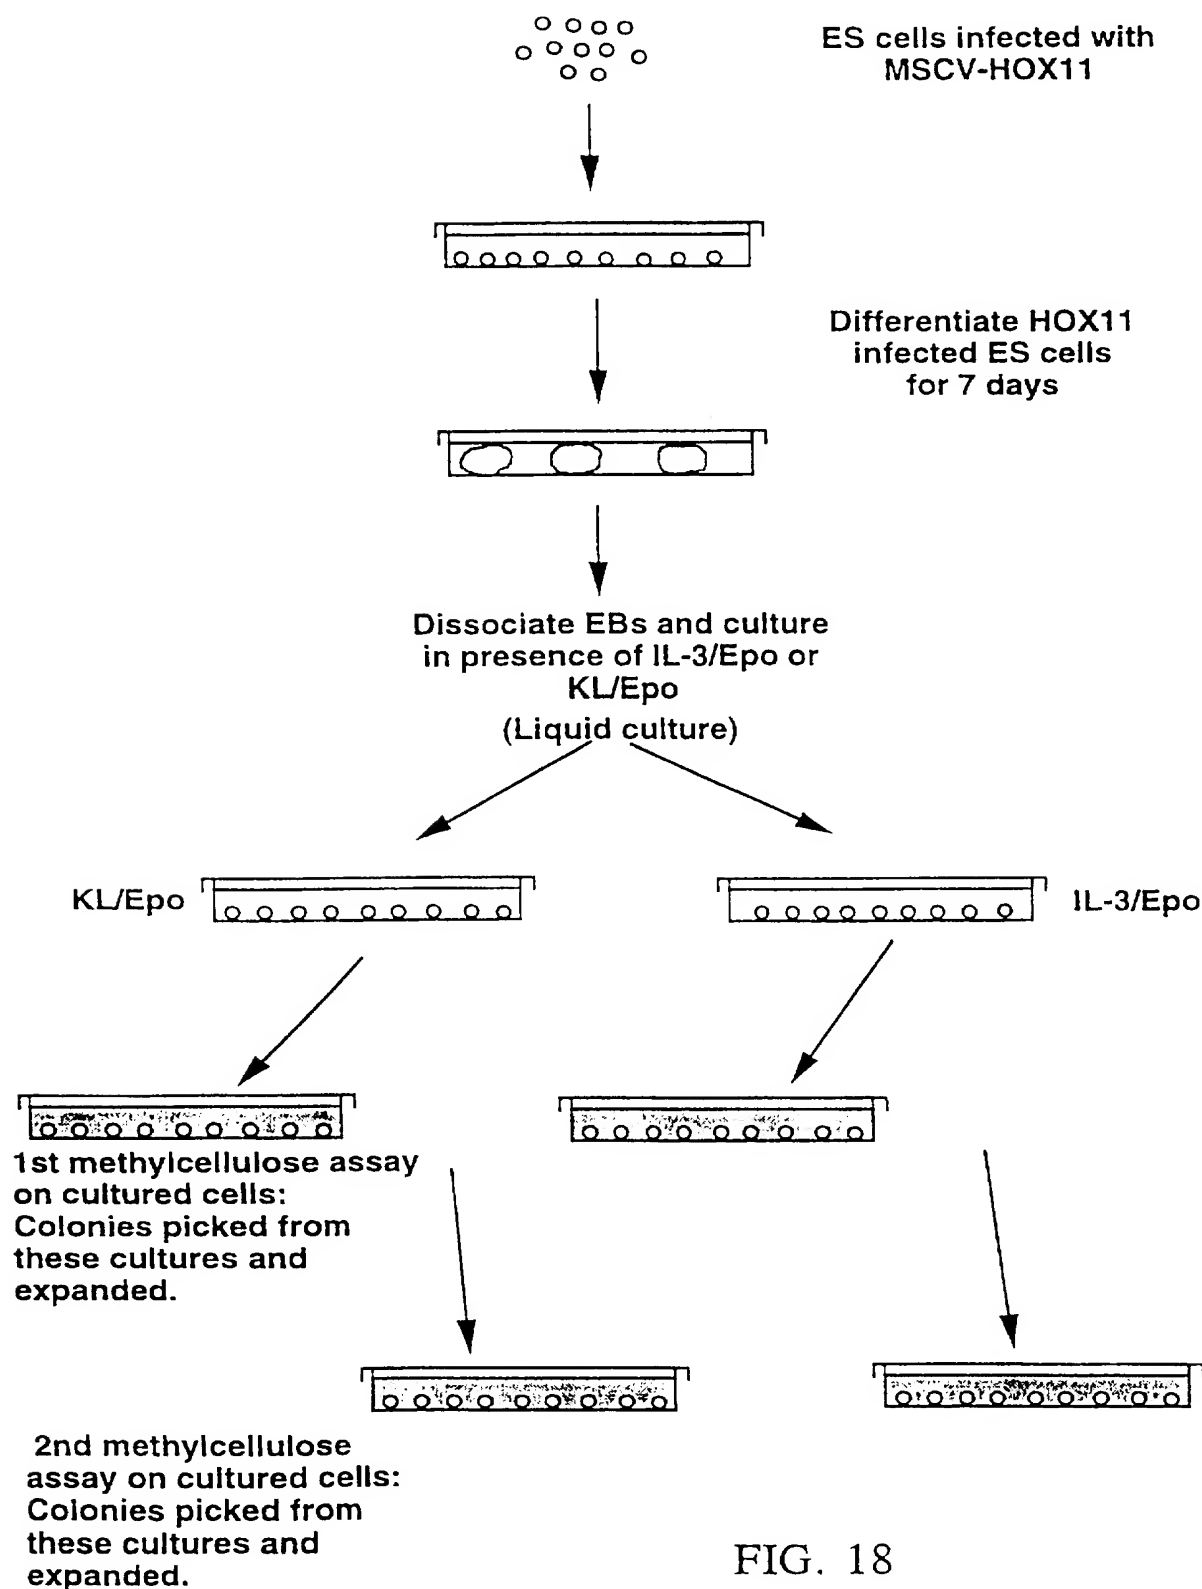 ES cells infected with
MSCV-HOX11
Differentiate HOX11
infected ES cells
for 7 days
Dissociate EBs and culture
in presence of IL-3/Epo or
KL/Epo
(Liquid culture)
KL/Epo
IL-3/Epo
1st methylcellulose assay
on cultured cells:
Colonies picked from
these cultures and
expanded.
2nd methylcellulose
assay on cultured cells:
Colonies picked from
these cultures and
expanded.
FIG. 18